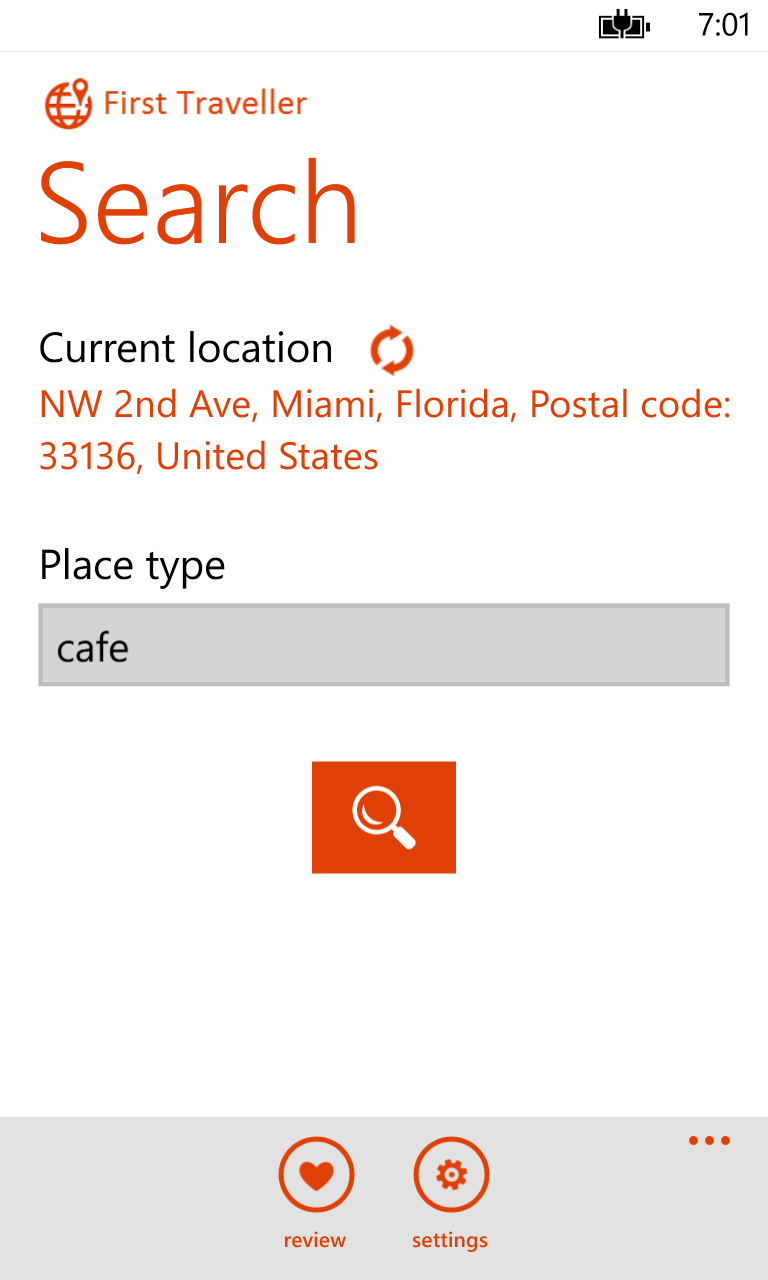 7:01
First Traveller
Search
Current location
NW 2nd Ave, Miami, Florida, Postal code:
33136, United States
Place type
cafe
review
settings